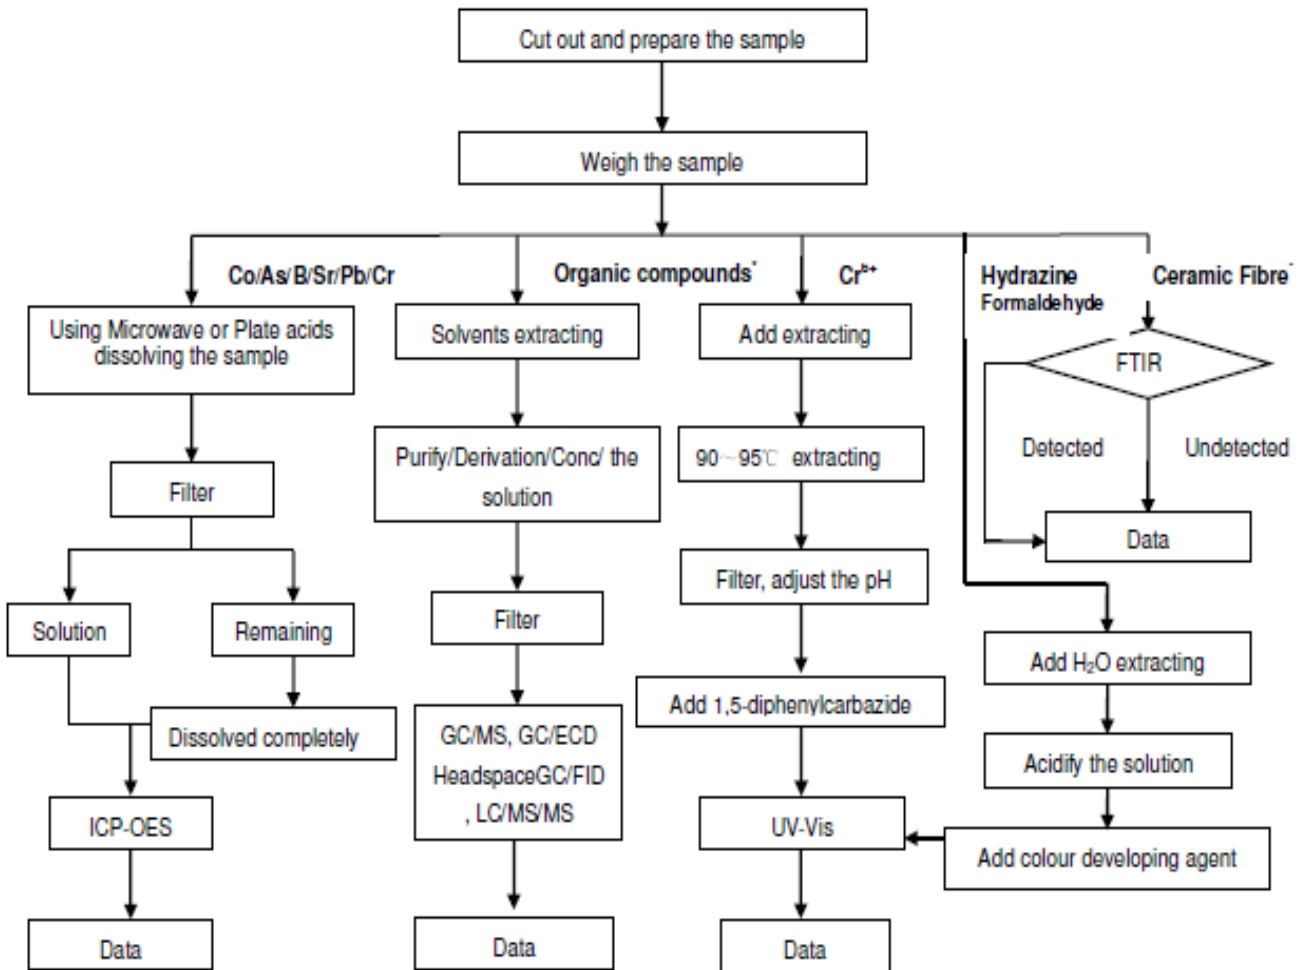 Cut out and prepare the sample
Weigh the sample
Co/As/B/Sr/Pb/Cr
Organic compounds*
Cr⁶⁺
Hydrazine
Formaldehyde
Ceramic Fibre*
Using Microwave or Plate acids
dissolving the sample
Filter
Solution
Remaining
Dissolved completely
ICP-OES
Data
Solvents extracting
Purify/Derivation/Conc/ the
solution
Filter
GC/MS, GC/ECD
HeadspaceGC/FID
, LC/MS/MS
Data
Add extracting
90~95℃ extracting
Filter, adjust the pH
Add 1,5-diphenylcarbazide
UV-Vis
Data
FTIR
Detected
Undetected
Data
Add H₂O extracting
Acidify the solution
Add colour developing agent